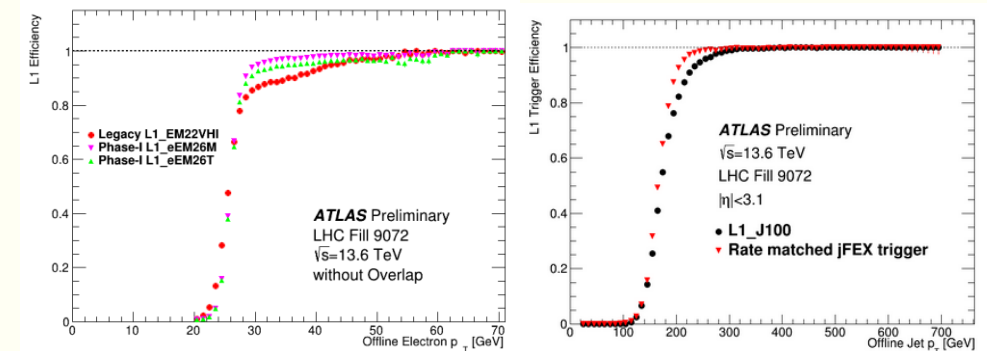 L1 Efficiency
1
0.8
0.6
0.4
0.2
0
Legacy L1_EM22VHI
Phase-I L1_eEM26M
Phase-I L1_eEM26T
ATLAS Preliminary
LHC Fill 9072
√s=13.6 TeV
without Overlap
0 10 20 30 40 50 60 70
Offline Electron p_T [GeV]
L1 Trigger Efficiency
1
0.8
0.6
0.4
0.2
0
ATLAS Preliminary
√s=13.6 TeV
LHC Fill 9072
|η|<3.1
L1_J100
Rate matched jFEX trigger
0 100 200 300 400 500 600 700
Offline Jet p_T [GeV]